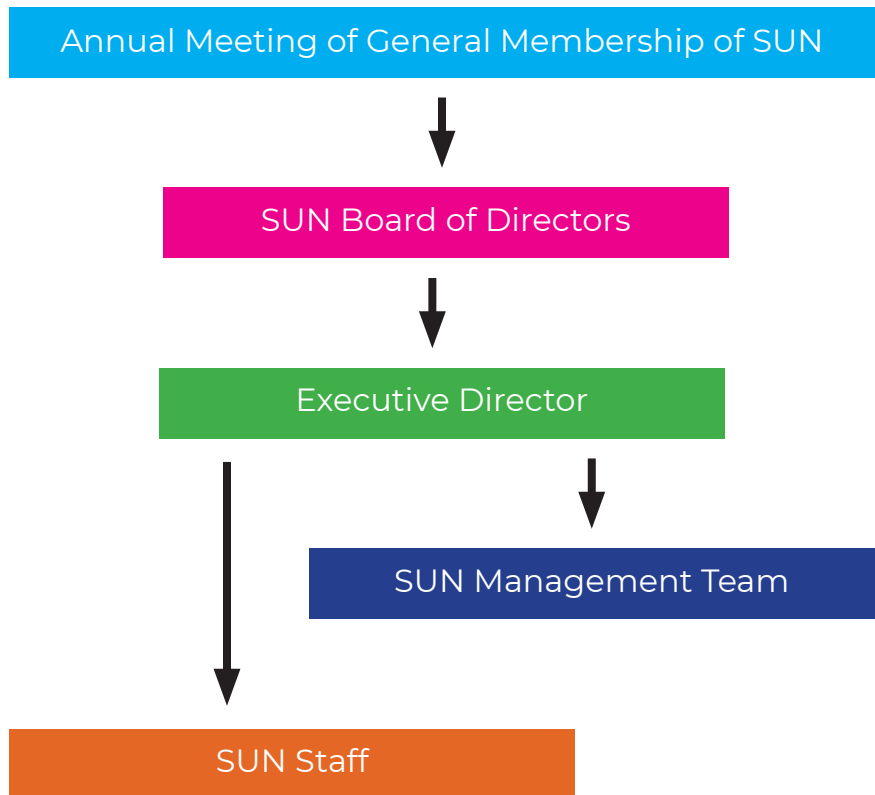 Annual Meeting of General Membership of SUN
SUN Board of Directors
Executive Director
SUN Management Team
SUN Staff